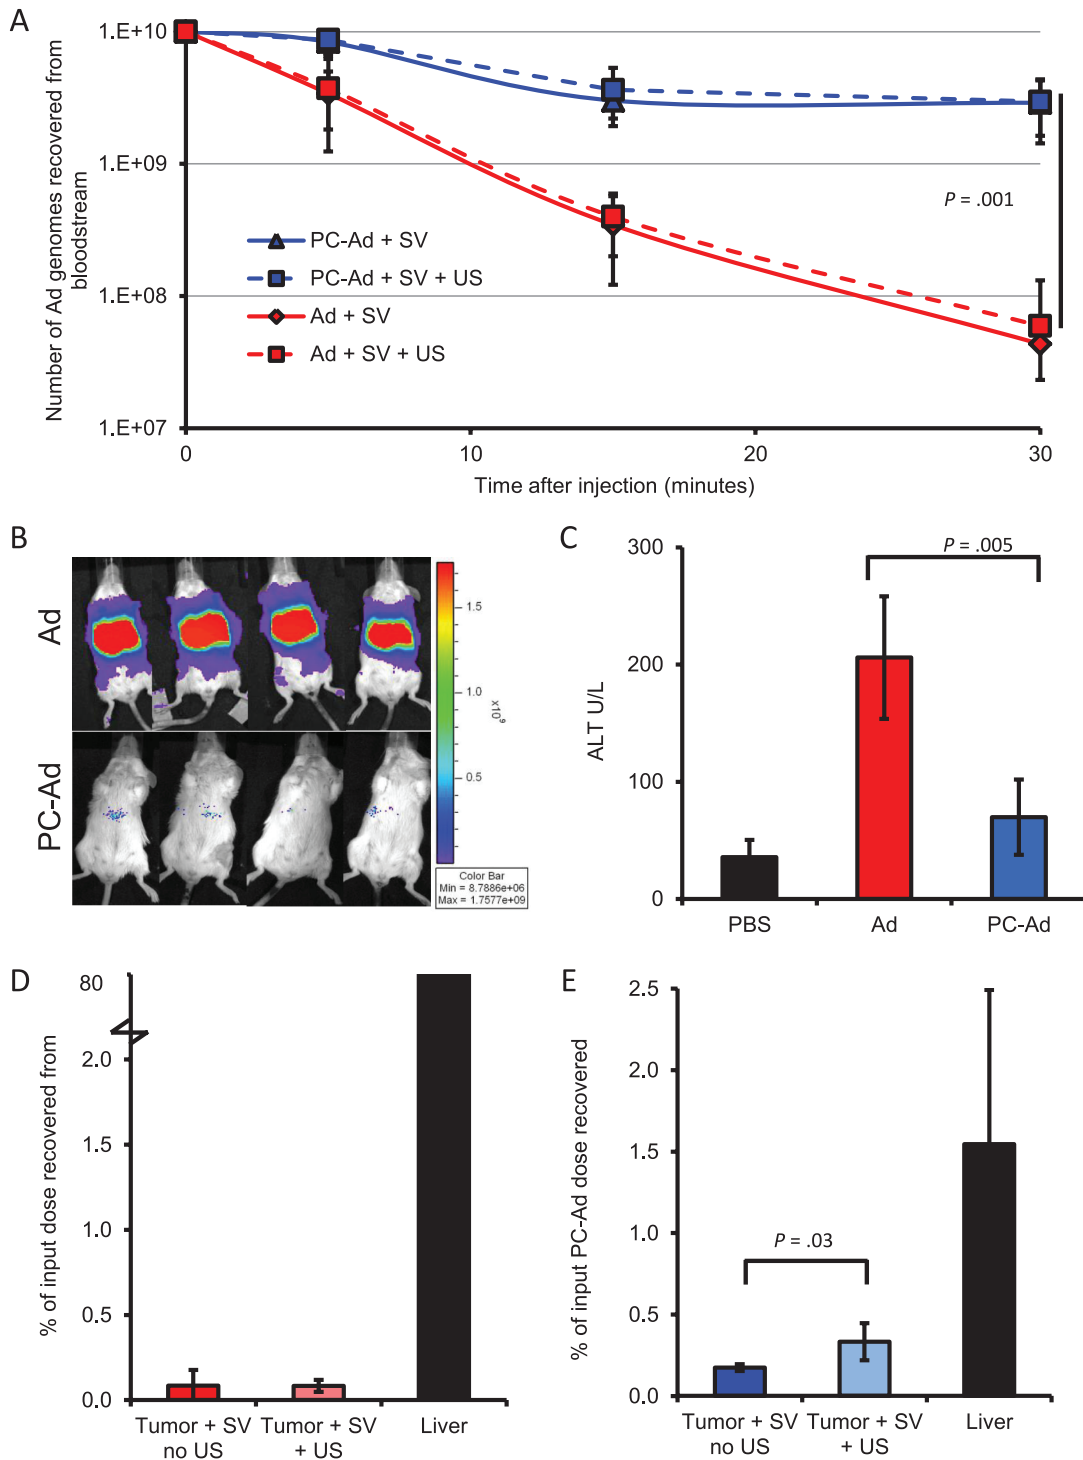 A
Number of Ad genomes recovered from
bloodstream
1.E+10
1.E+09
1.E+08
1.E+07
P = .001
PC-Ad + SV
PC-Ad + SV + US
Ad + SV
Ad + SV + US
0
10
20
30
Time after injection (minutes)
B
Ad
PC-Ad
1.5
1.0
x10⁹
0.5
Color Bar
Min = 8.7886e+06
Max = 1.7577e+09
C
ALT U/L
300
200
100
0
P = .005
PBS
Ad
PC-Ad
D
% of input dose recovered from
80
2.0
1.5
1.0
0.5
0.0
Tumor + SV
no US
Tumor + SV
+ US
Liver
E
% of input PC-Ad dose recovered
2.5
2.0
1.5
1.0
0.5
0.0
P = .03
Tumor + SV
no US
Tumor + SV
+ US
Liver